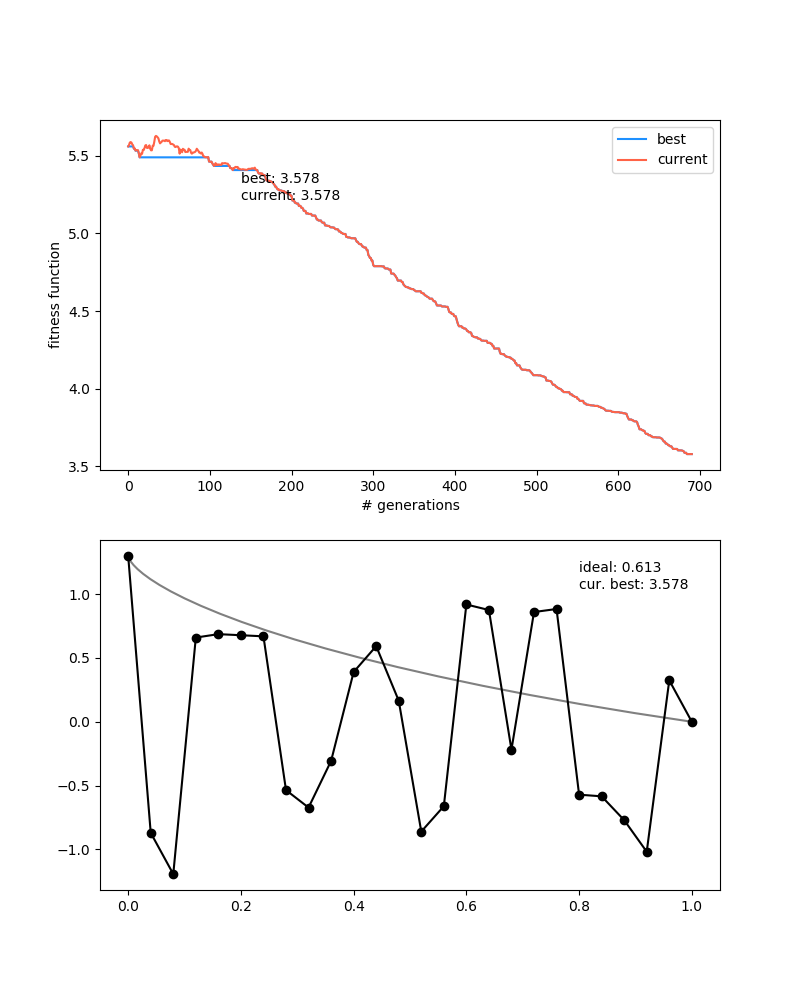 best
current
best: 3.578
current: 3.578
fitness function
5.5
5.0
4.5
4.0
3.5
0 100 200 300 400 500 600 700
# generations
ideal: 0.613
cur. best: 3.578
1.0
0.5
0.0
−0.5
−1.0
0.0 0.2 0.4 0.6 0.8 1.0